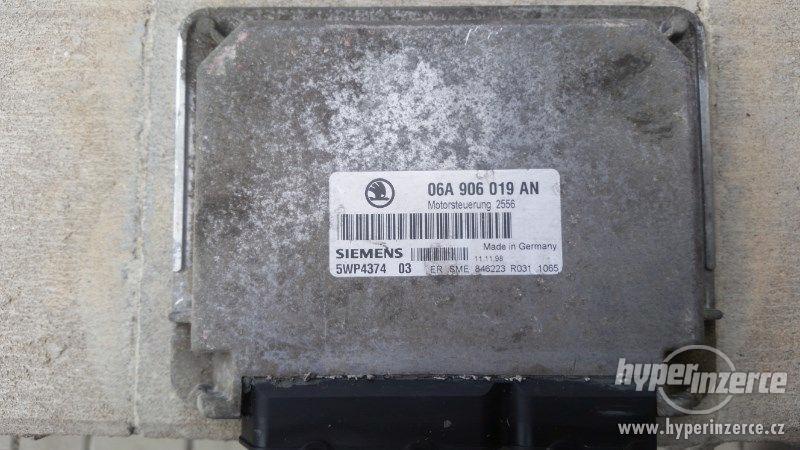 06A 906 019 AN
Motorsteuerung 2556
SIEMENS
Made in Germany
11.11.98
5WP4374 03 ER SME 846223 R031 1065
hyperinzerce
www.hyperinzerce.cz